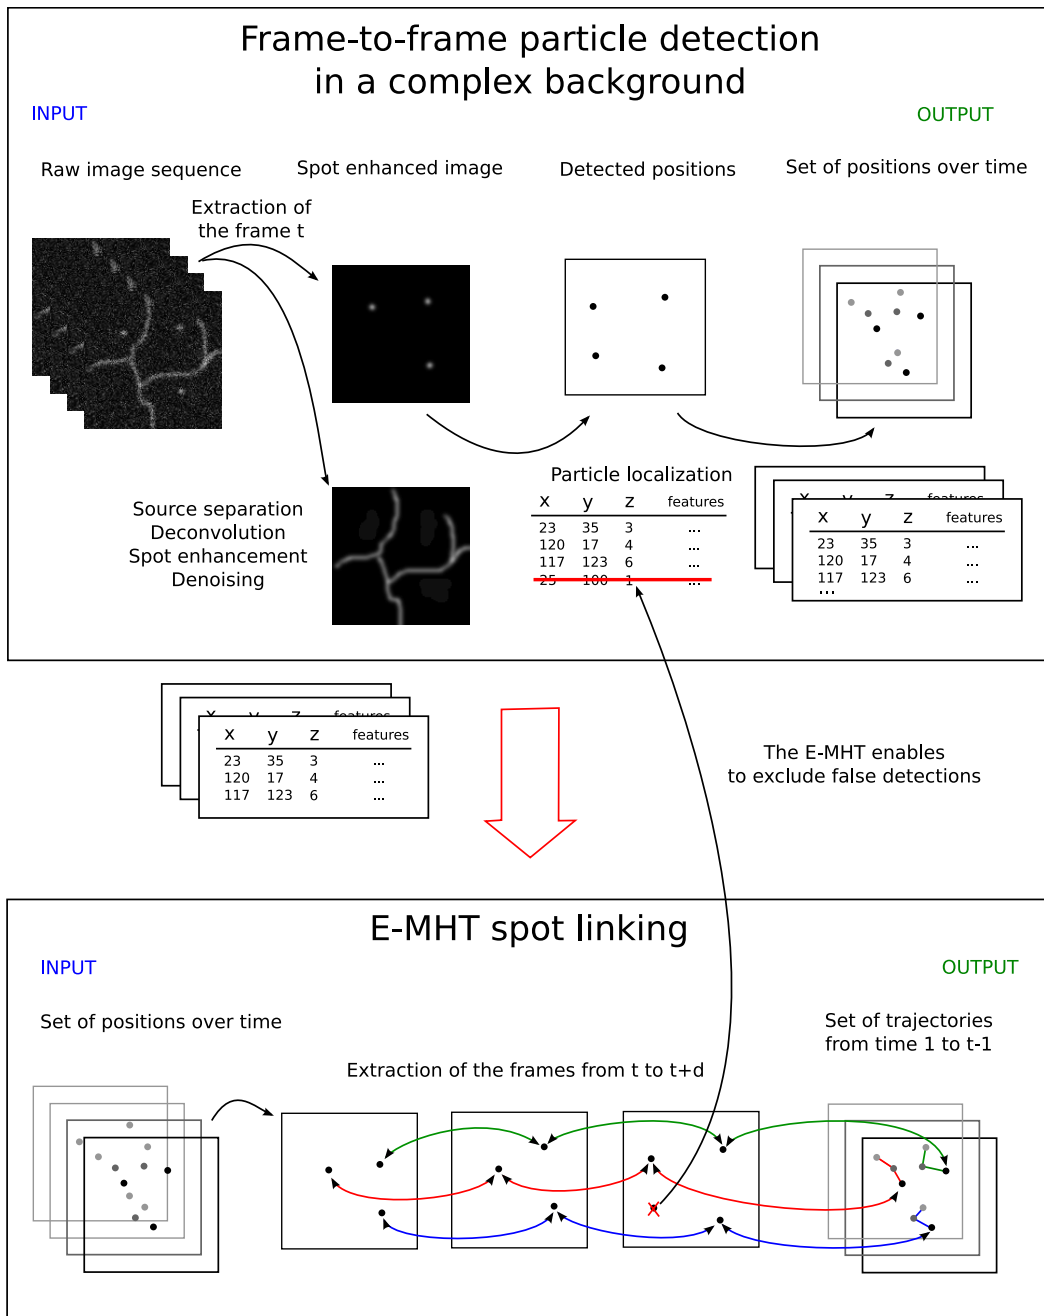 Frame-to-frame particle detection
in a complex background
INPUT
OUTPUT
Raw image sequence
Spot enhanced image
Detected positions
Set of positions over time
Extraction of
the frame t
Source separation
Deconvolution
Spot enhancement
Denoising
Particle localization
x y z features
23 35 3 ...
120 17 4 ...
117 123 6 ...
25 100 1 ...
x y z features
x y z features
23 35 3 ...
120 17 4 ...
117 123 6 ...
...
x y z features
x y z features
23 35 3 ...
120 17 4 ...
117 123 6 ...
The E-MHT enables
to exclude false detections
E-MHT spot linking
INPUT
OUTPUT
Set of positions over time
Set of trajectories
from time 1 to t-1
Extraction of the frames from t to t+d